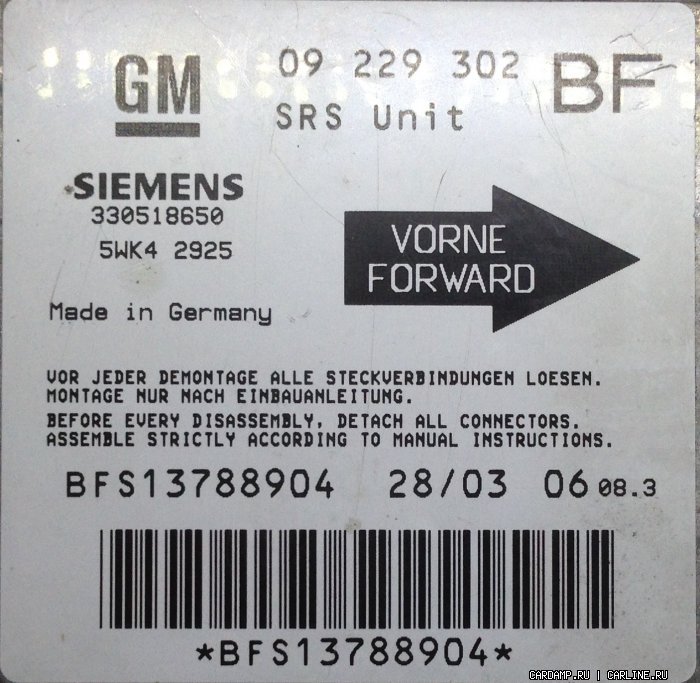 GM 09 229 302 BF
SRS Unit
SIEMENS
330518650
5WK4 2925
VORNE
FORWARD
Made in Germany
VOR JEDER DEMONTAGE ALLE STECKVERBINDUNGEN LOESEN.
MONTAGE NUR NACH EINBAUANLEITUNG.
BEFORE EVERY DISASSEMBLY, DETACH ALL CONNECTORS.
ASSEMBLE STRICTLY ACCORDING TO MANUAL INSTRUCTIONS.
BFS13788904 28/03 06 08.3
*BFS13788904*
CARDAMP.RU | CARLINE.RU